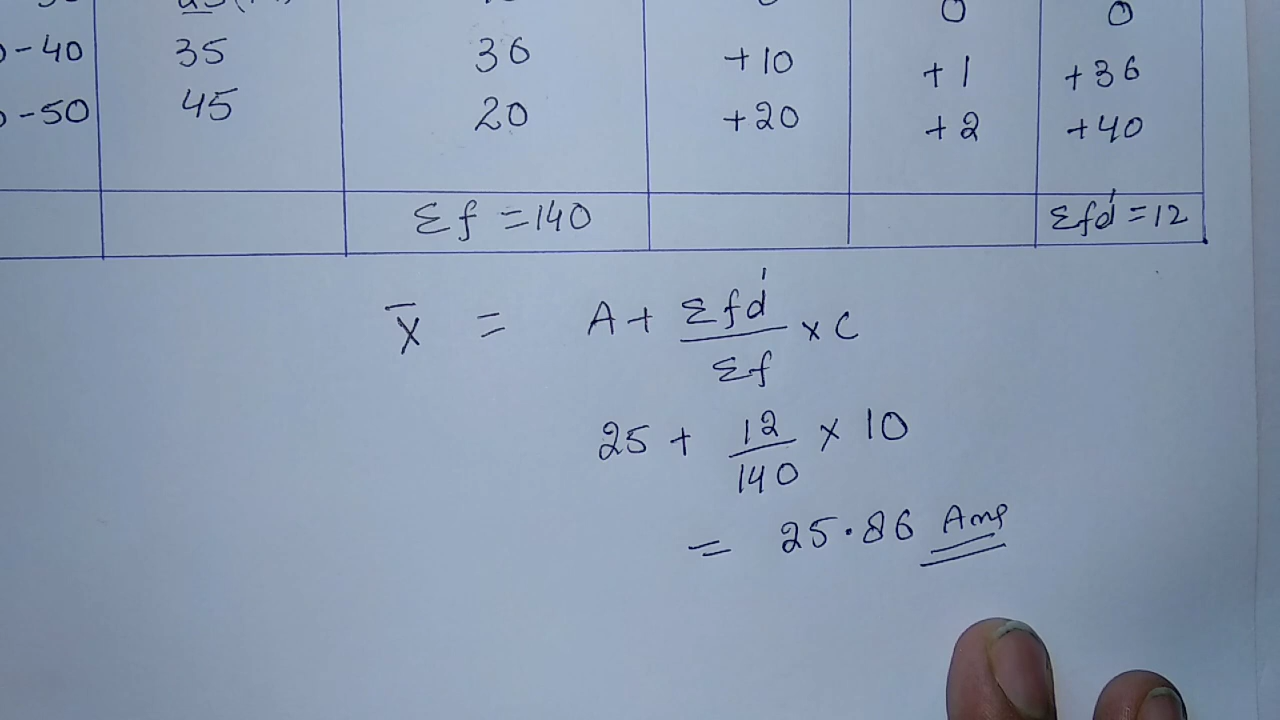 0 0
-40 35 36 +10 +1 +36
-50 45 20 +20 +2 +40
Σf = 140 Σfd' = 12
X̄ = A + Σfd'/Σf × C
25 + 12/140 × 10
= 25.86 Ans